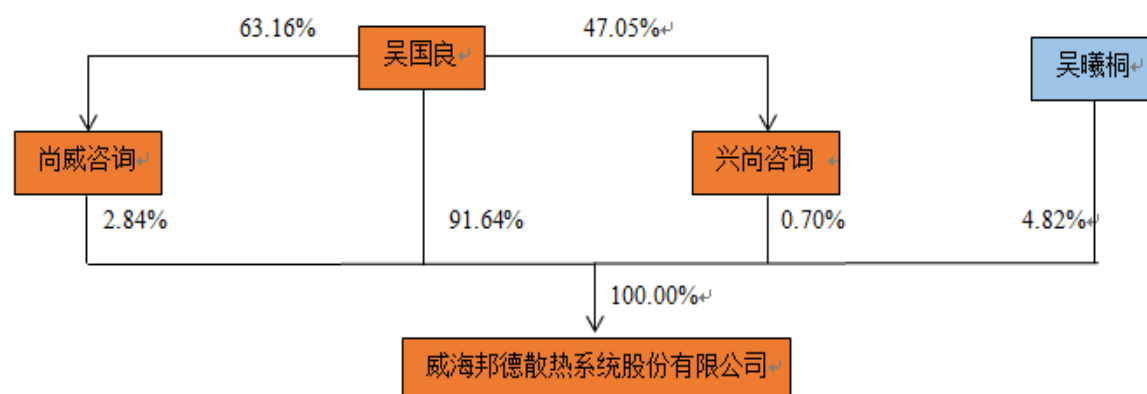 63.16%
吴国良
47.05%
吴曦桐
尚威咨询
兴尚咨询
2.84%
91.64%
0.70%
4.82%
100.00%
威海邦德散热系统股份有限公司